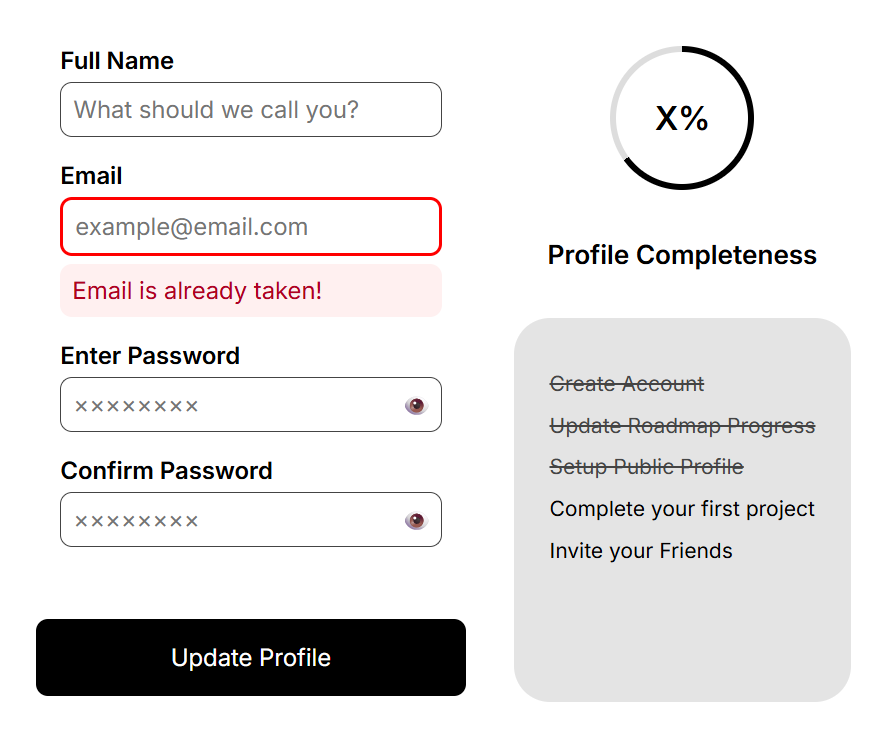 Full Name
What should we call you?
Email
example@email.com
Email is already taken!
Enter Password
××××××××
Confirm Password
××××××××
Update Profile
X%
Profile Completeness
Create Account
Update Roadmap Progress
Setup Public Profile
Complete your first project
Invite your Friends